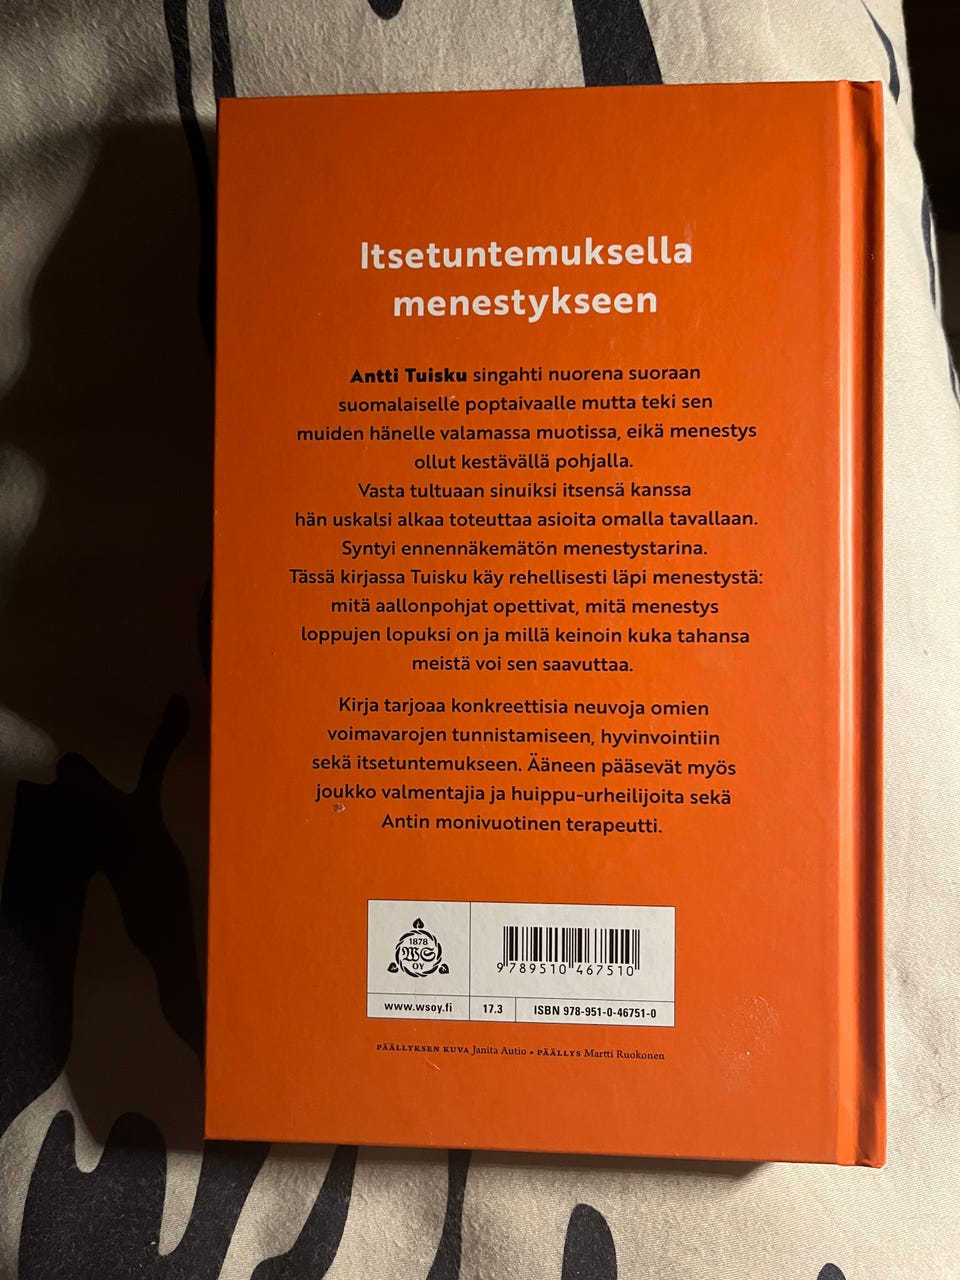 Itsetuntemuksella
menestykseen
Antti Tuisku singahti nuorena suoraan
suomalaiselle poptaivaalle mutta teki sen
muiden hänelle valamassa muotissa, eikä menestys
ollut kestävällä pohjalla.
Vasta tultuaan sinuiksi itsensä kanssa
hän uskalsi alkaa toteuttaa asioita omalla tavallaan.
Syntyi ennennäkemätön menestystarina.
Tässä kirjassa Tuisku käy rehellisesti läpi menestystä:
mitä aallonpohjat opettivat, mitä menestys
loppujen lopuksi on ja millä keinoin kuka tahansa
meistä voi sen saavuttaa.
Kirja tarjoaa konkreettisia neuvoja omien
voimavarojen tunnistamiseen, hyvinvointiin
sekä itsetuntemukseen. Ääneen pääsevät myös
joukko valmentajia ja huippu-urheilijoita sekä
Antin monivuotinen terapeutti.
1878
WS
OY
9 789510 467510
www.wsoy.fi 17.3 ISBN 978-951-0-46751-0
PÄÄLLYKSEN KUVA Janita Autio • PÄÄLLYS Martti Ruokonen